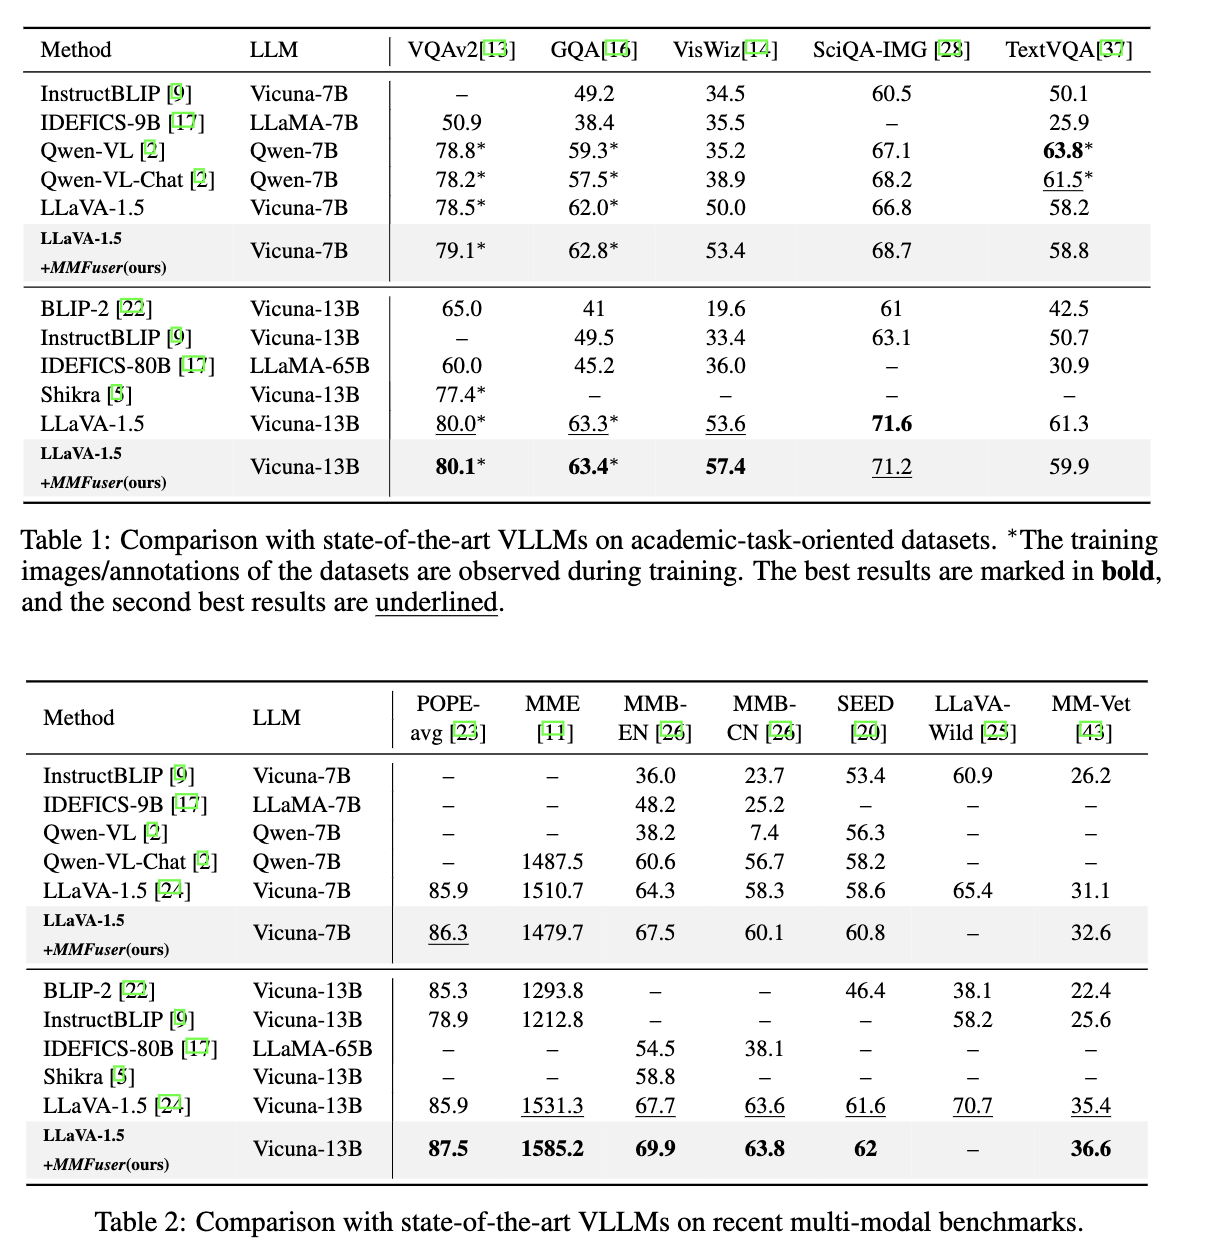 Method LLM VQAv2[13] GQA[16] VisWiz[14] SciQA-IMG [28] TextVQA[37]
InstructBLIP [9] Vicuna-7B – 49.2 34.5 60.5 50.1
IDEFICS-9B [17] LLaMA-7B 50.9 38.4 35.5 – 25.9
Qwen-VL [2] Qwen-7B 78.8* 59.3* 35.2 67.1 63.8*
Qwen-VL-Chat [2] Qwen-7B 78.2* 57.5* 38.9 68.2 61.5*
LLaVA-1.5 Vicuna-7B 78.5* 62.0* 50.0 66.8 58.2
LLaVA-1.5
+MMFuser(ours) Vicuna-7B 79.1* 62.8* 53.4 68.7 58.8
BLIP-2 [22] Vicuna-13B 65.0 41 19.6 61 42.5
InstructBLIP [9] Vicuna-13B – 49.5 33.4 63.1 50.7
IDEFICS-80B [17] LLaMA-65B 60.0 45.2 36.0 – 30.9
Shikra [5] Vicuna-13B 77.4* – – – –
LLaVA-1.5 Vicuna-13B 80.0* 63.3* 53.6 71.6 61.3
LLaVA-1.5
+MMFuser(ours) Vicuna-13B 80.1* 63.4* 57.4 71.2 59.9
Table 1: Comparison with state-of-the-art VLLMs on academic-task-oriented datasets. *The training
images/annotations of the datasets are observed during training. The best results are marked in bold,
and the second best results are underlined.
Method LLM POPE- MME MMB- MMB- SEED LLaVA- MM-Vet
avg [23] [11] EN [26] CN [26] [20] Wild [25] [43]
InstructBLIP [9] Vicuna-7B – – 36.0 23.7 53.4 60.9 26.2
IDEFICS-9B [17] LLaMA-7B – – 48.2 25.2 – – –
Qwen-VL [2] Qwen-7B – – 38.2 7.4 56.3 – –
Qwen-VL-Chat [2] Qwen-7B – 1487.5 60.6 56.7 58.2 – –
LLaVA-1.5 [24] Vicuna-7B 85.9 1510.7 64.3 58.3 58.6 65.4 31.1
LLaVA-1.5
+MMFuser(ours) Vicuna-7B 86.3 1479.7 67.5 60.1 60.8 – 32.6
BLIP-2 [22] Vicuna-13B 85.3 1293.8 – – 46.4 38.1 22.4
InstructBLIP [9] Vicuna-13B 78.9 1212.8 – – – 58.2 25.6
IDEFICS-80B [17] LLaMA-65B – – 54.5 38.1 – – –
Shikra [5] Vicuna-13B – – 58.8 – – – –
LLaVA-1.5 [24] Vicuna-13B 85.9 1531.3 67.7 63.6 61.6 70.7 35.4
LLaVA-1.5
+MMFuser(ours) Vicuna-13B 87.5 1585.2 69.9 63.8 62 – 36.6
Table 2: Comparison with state-of-the-art VLLMs on recent multi-modal benchmarks.